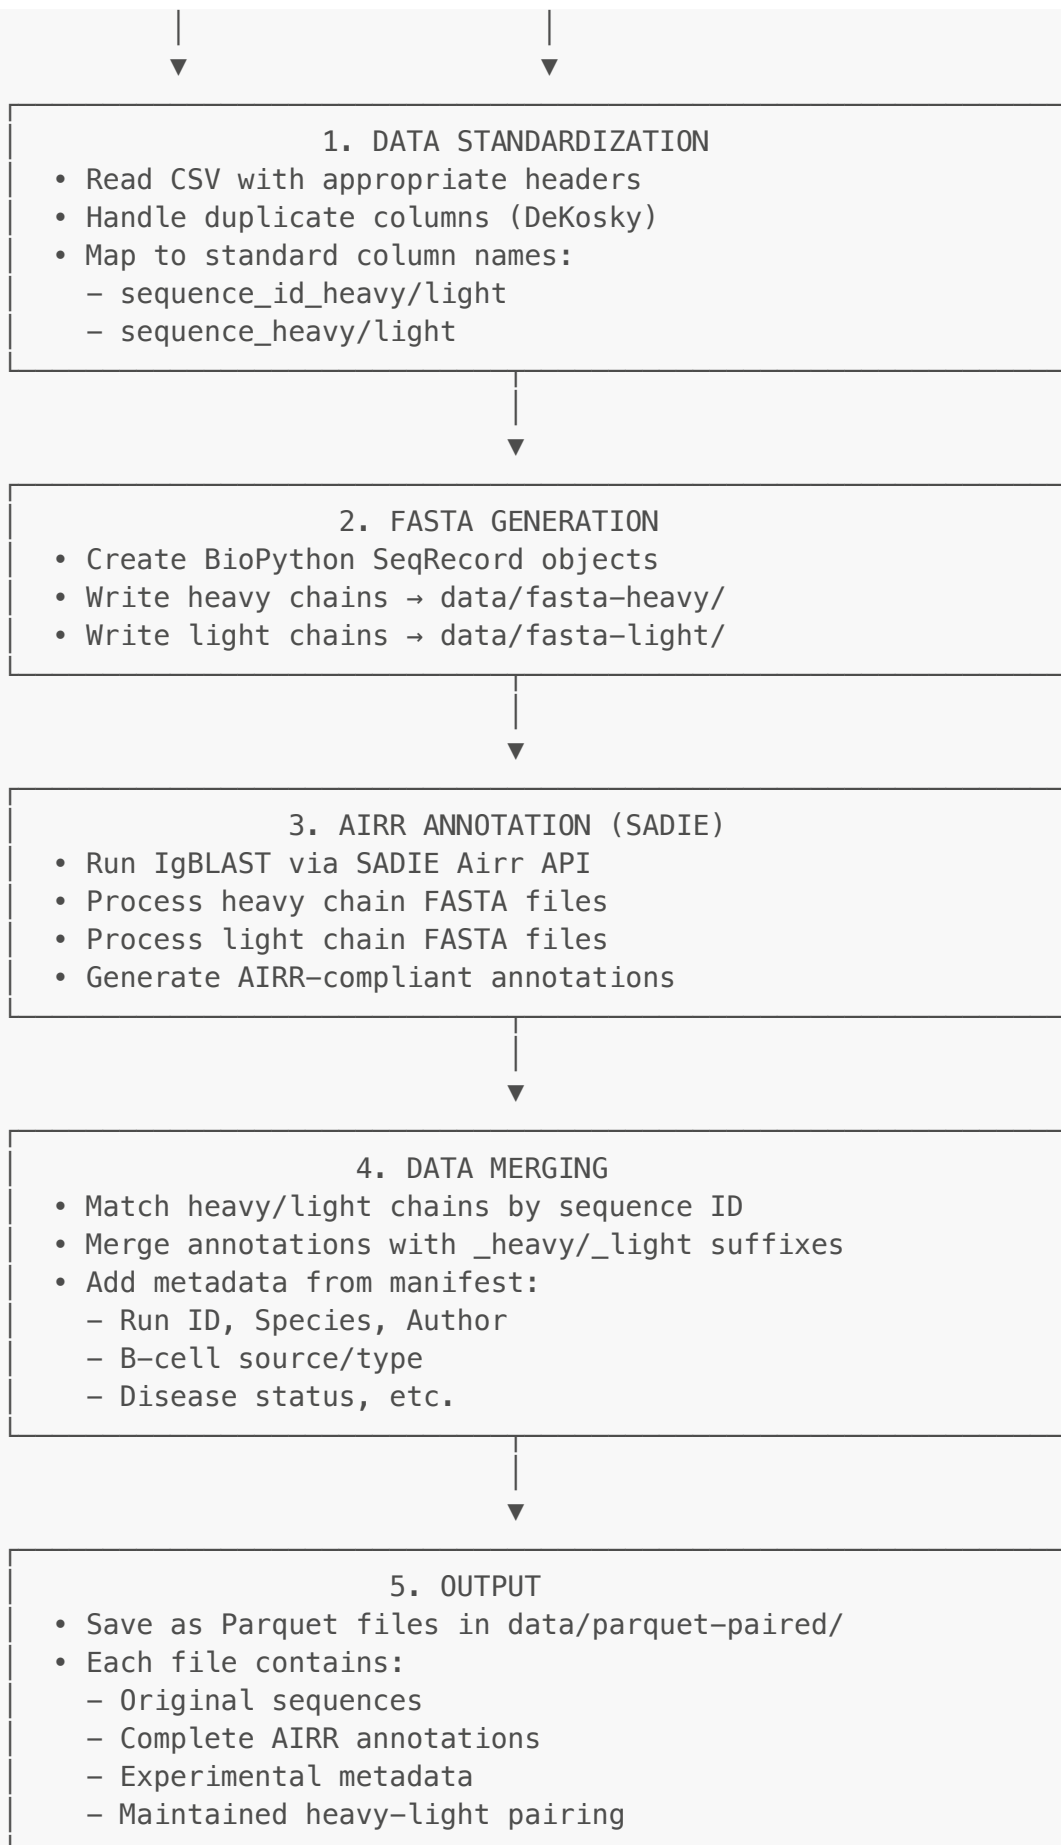 1. DATA STANDARDIZATION
• Read CSV with appropriate headers
• Handle duplicate columns (DeKosky)
• Map to standard column names:
– sequence_id_heavy/light
– sequence_heavy/light
2. FASTA GENERATION
• Create BioPython SeqRecord objects
• Write heavy chains → data/fasta–heavy/
• Write light chains → data/fasta–light/
3. AIRR ANNOTATION (SADIE)
• Run IgBLAST via SADIE Airr API
• Process heavy chain FASTA files
• Process light chain FASTA files
• Generate AIRR–compliant annotations
4. DATA MERGING
• Match heavy/light chains by sequence ID
• Merge annotations with _heavy/_light suffixes
• Add metadata from manifest:
– Run ID, Species, Author
– B–cell source/type
– Disease status, etc.
5. OUTPUT
• Save as Parquet files in data/parquet–paired/
• Each file contains:
– Original sequences
– Complete AIRR annotations
– Experimental metadata
– Maintained heavy–light pairing